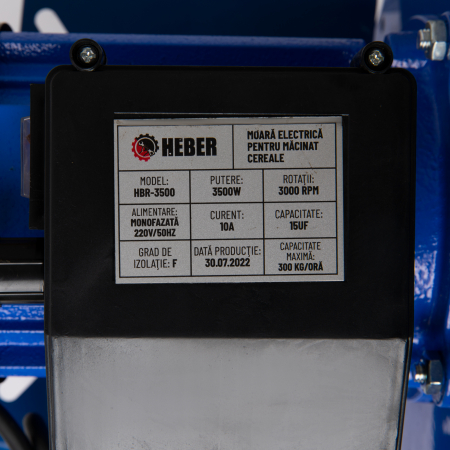 HEBER
MOARĂ ELECTRICĂ
PENTRU MĂCINAT
CEREALE
MODEL:
HBR-3500
PUTERE:
3500W
ROTAȚII:
3000 RPM
ALIMENTARE:
MONOFAZATĂ
220V/50HZ
CURENT:
10A
CAPACITATE:
15UF
GRAD DE
IZOLAȚIE: F
DATĂ PRODUCȚIE:
30.07.2022
CAPACITATE
MAXIMĂ:
300 KG/ORĂ